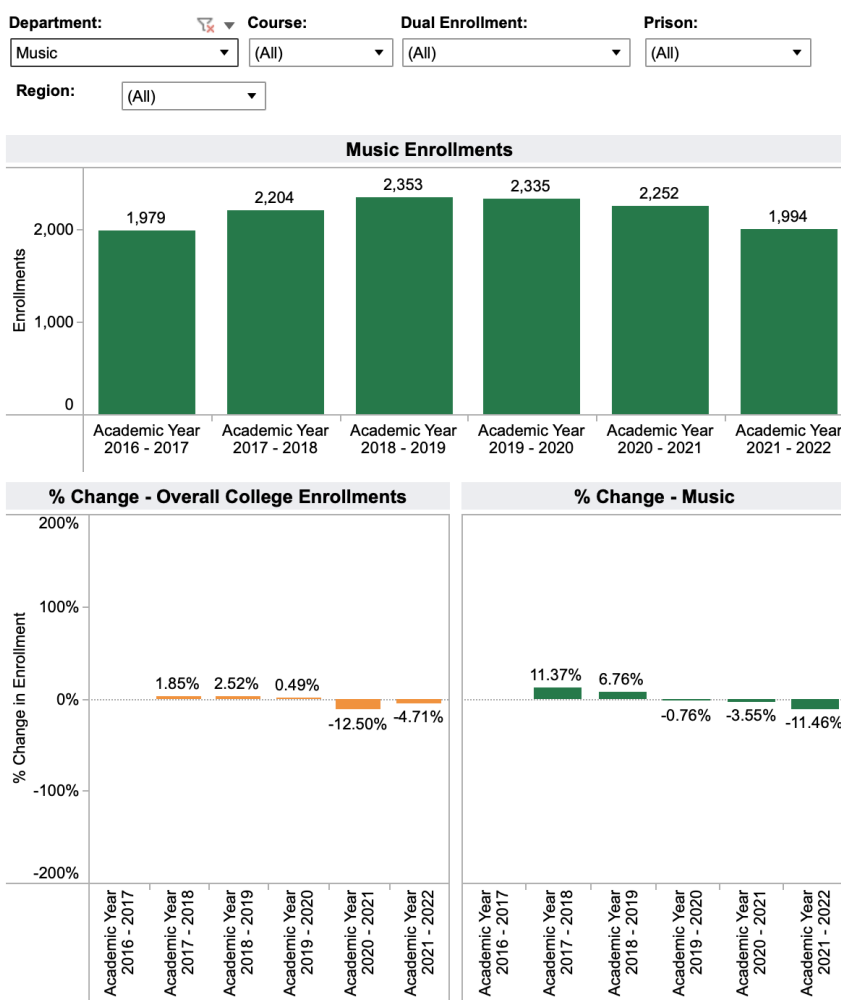 Department: Course: Dual Enrollment: Prison:
Music (All) (All) (All)
Region: (All)
Music Enrollments
Enrollments
2,000
1,000
0
1,979 2,204 2,353 2,335 2,252 1,994
Academic Year Academic Year Academic Year Academic Year Academic Year Academic Year
2016 - 2017 2017 - 2018 2018 - 2019 2019 - 2020 2020 - 2021 2021 - 2022
% Change - Overall College Enrollments
% Change in Enrollment
200%
100%
0%
-100%
-200%
1.85% 2.52% 0.49% -12.50% -4.71%
Academic Year
2016 - 2017
Academic Year
2017 - 2018
Academic Year
2018 - 2019
Academic Year
2019 - 2020
Academic Year
2020 - 2021
Academic Year
2021 - 2022
% Change - Music
11.37% 6.76% -0.76% -3.55% -11.46%
Academic Year
2016 - 2017
Academic Year
2017 - 2018
Academic Year
2018 - 2019
Academic Year
2019 - 2020
Academic Year
2020 - 2021
Academic Year
2021 - 2022